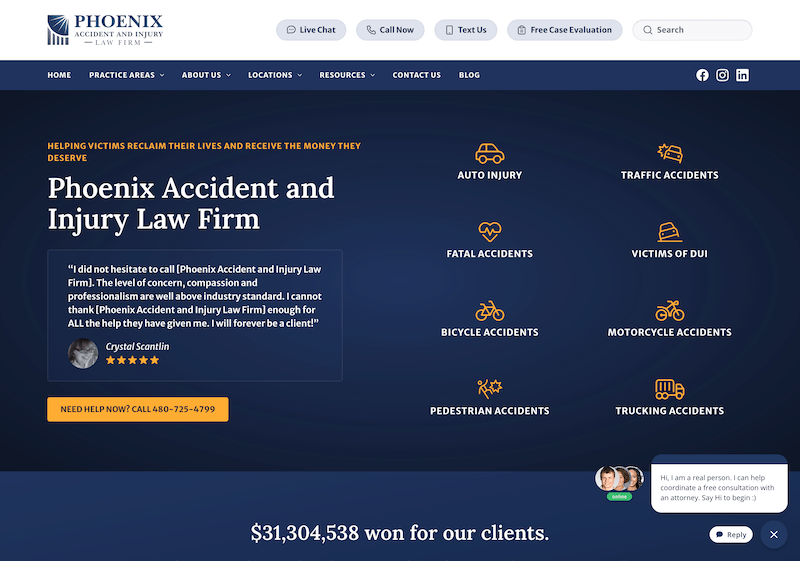 PHOENIX
ACCIDENT AND INJURY
LAW FIRM
Live Chat
Call Now
Text Us
Free Case Evaluation
Search
HOME
PRACTICE AREAS
ABOUT US
LOCATIONS
RESOURCES
CONTACT US
BLOG
HELPING VICTIMS RECLAIM THEIR LIVES AND RECEIVE THE MONEY THEY
DESERVE
Phoenix Accident and
Injury Law Firm
“I did not hesitate to call [Phoenix Accident and Injury Law
Firm]. The level of concern, compassion and
professionalism are well above industry standard. I cannot
thank [Phoenix Accident and Injury Law Firm] enough for
ALL the help they have given me. I will forever be a client!”
Crystal Scantlin
NEED HELP NOW? CALL 480-725-4799
AUTO INJURY
TRAFFIC ACCIDENTS
FATAL ACCIDENTS
VICTIMS OF DUI
BICYCLE ACCIDENTS
MOTORCYCLE ACCIDENTS
PEDESTRIAN ACCIDENTS
TRUCKING ACCIDENTS
online
Hi, I am a real person. I can help
coordinate a free consultation with
an attorney. Say Hi to begin :)
Reply
$31,304,538 won for our clients.